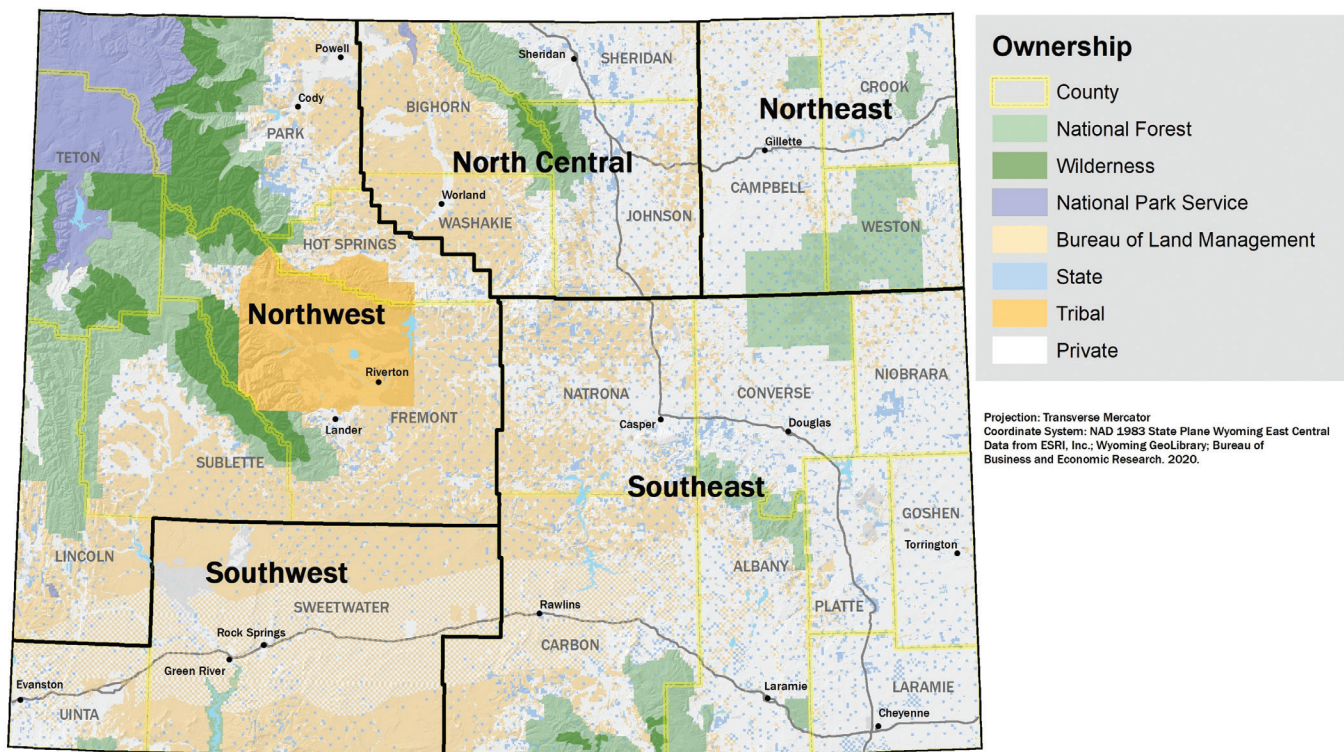 Powell
Sheridan
SHERIDAN
CROOK
Cody
BIGHORN
Northeast
PARK
TETON
Gillette
North Central
CAMPBELL
Worland
WASHAKIE
JOHNSON
WESTON
HOT SPRINGS
Northwest
Riverton
NATRONA
CONVERSE
NIOBRARA
FREMONT
Lander
Casper
Douglas
SUBLETTE
Southeast
GOSHEN
LINCOLN
Torrington
Southwest
ALBANY
SWEETWATER
Rawlins
PLATTE
Rock Springs
CARBON
Green River
Evanston
Laramie
LARAMIE
UINTA
Cheyenne
Ownership
County
National Forest
Wilderness
National Park Service
Bureau of Land Management
State
Tribal
Private
Projection: Transverse Mercator
Coordinate System: NAD 1983 State Plane Wyoming East Central
Data from ESRI, Inc.; Wyoming GeoLibrary; Bureau of
Business and Economic Research. 2020.